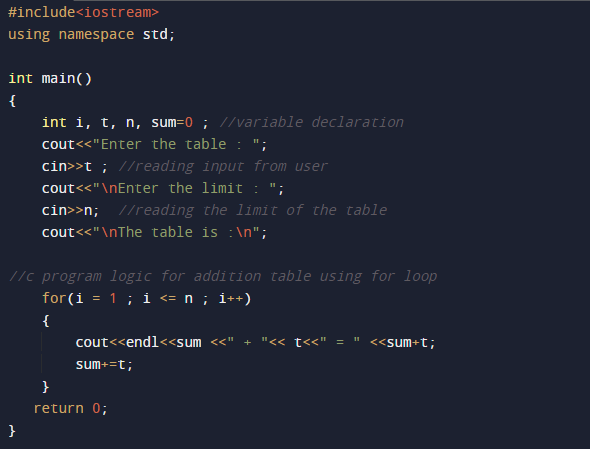 #include<iostream>
using namespace std;
int main()
{
int i, t, n, sum=0 ; //variable declaration
cout<<"Enter the table : ";
cin>>t ; //reading input from user
cout<<"\nEnter the limit : ";
cin>>n;  //reading the limit of the table
cout<<"\nThe table is :\n";
//c program logic for addition table using for loop
for(i = 1 ; i <= n ; i++)
{
cout<<endl<<sum <<" + "<< t<<" = " <<sum+t;
sum+=t;
}
return 0;
}